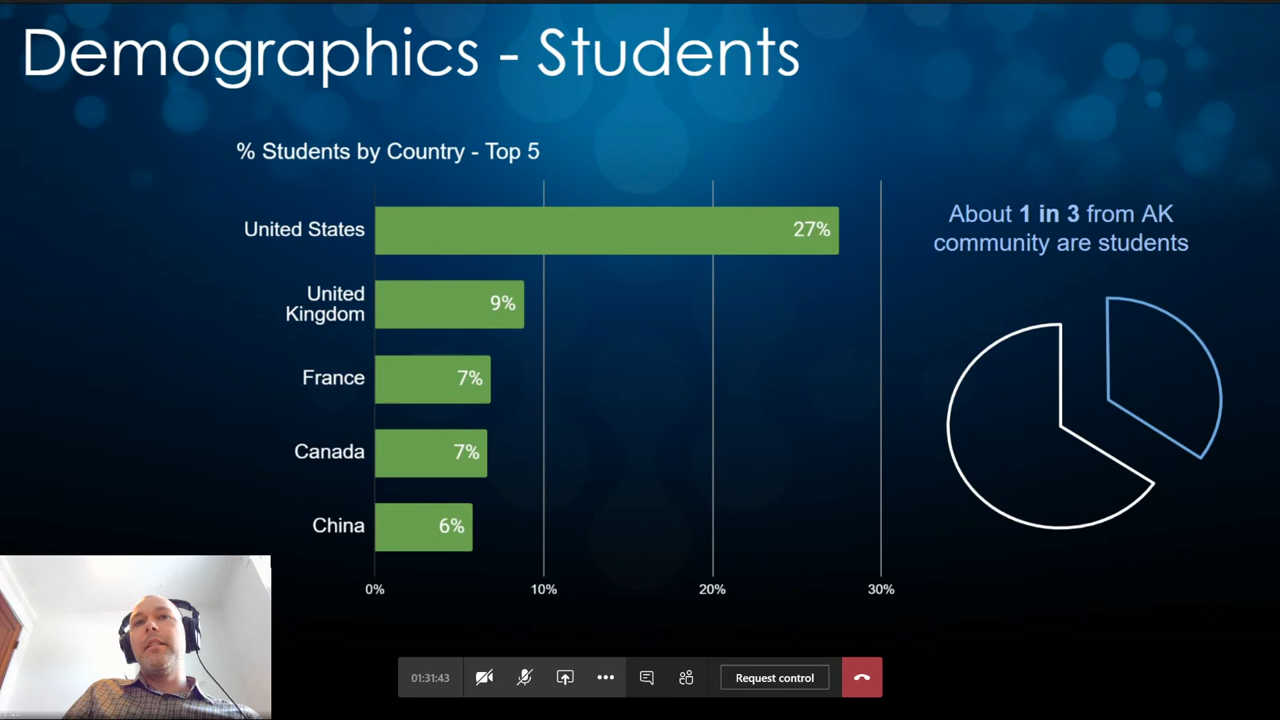 Demographics - Students
% Students by Country - Top 5
United States
27%
United
Kingdom
9%
France
7%
Canada
7%
China
6%
0%
10%
20%
30%
About 1 in 3 from AK
community are students
01:31:43
Request control